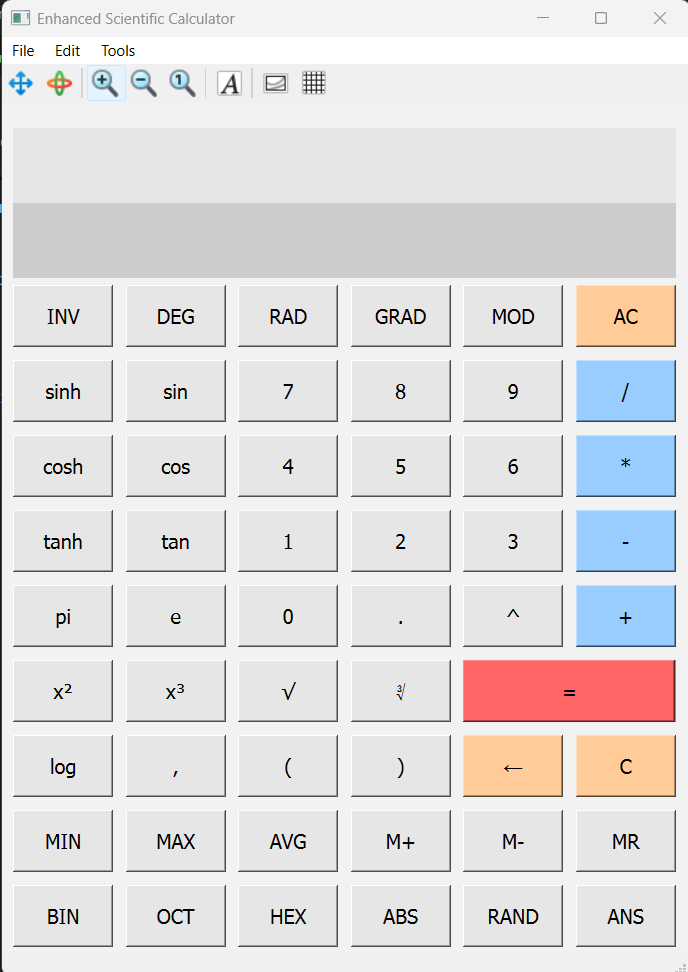 Enhanced Scientific Calculator
File Edit Tools
1 A
INV DEG RAD GRAD MOD AC
sinh sin 7 8 9 /
cosh cos 4 5 6 *
tanh tan 1 2 3 -
pi e 0 . ^ +
x² x³ √ ∛ =
log , ( ) ← C
MIN MAX AVG M+ M- MR
BIN OCT HEX ABS RAND ANS